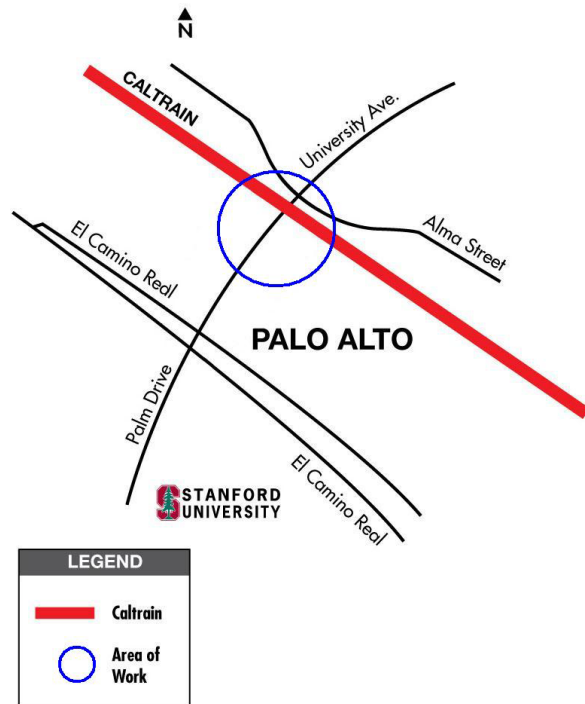 N
CALTRAIN
University Ave.
Alma Street
El Camino Real
PALO ALTO
Palm Drive
El Camino Real
STANFORD
UNIVERSITY
LEGEND
Caltrain
Area of
Work